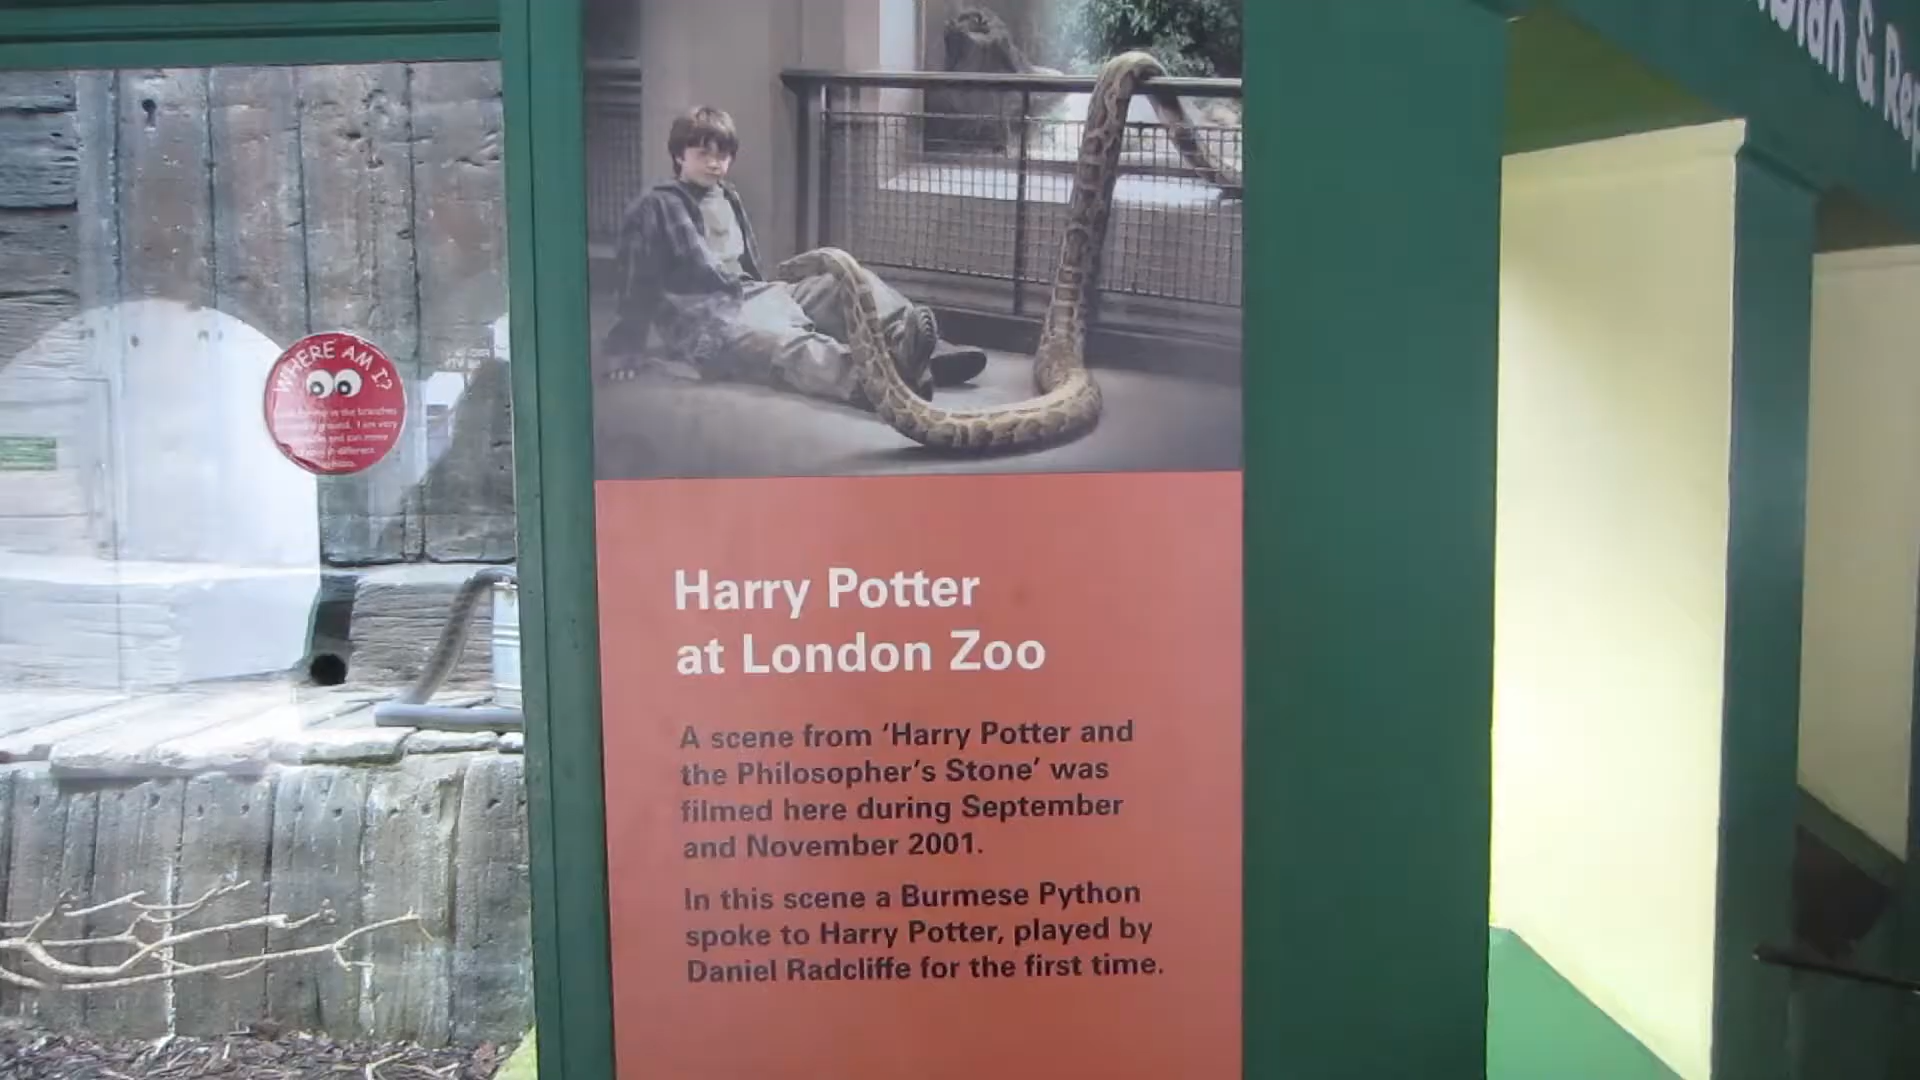 WHERE AM I?
bian & Rep
Harry Potter
at London Zoo
A scene from ‘Harry Potter and
the Philosopher’s Stone’ was
filmed here during September
and November 2001.
In this scene a Burmese Python
spoke to Harry Potter, played by
Daniel Radcliffe for the first time.